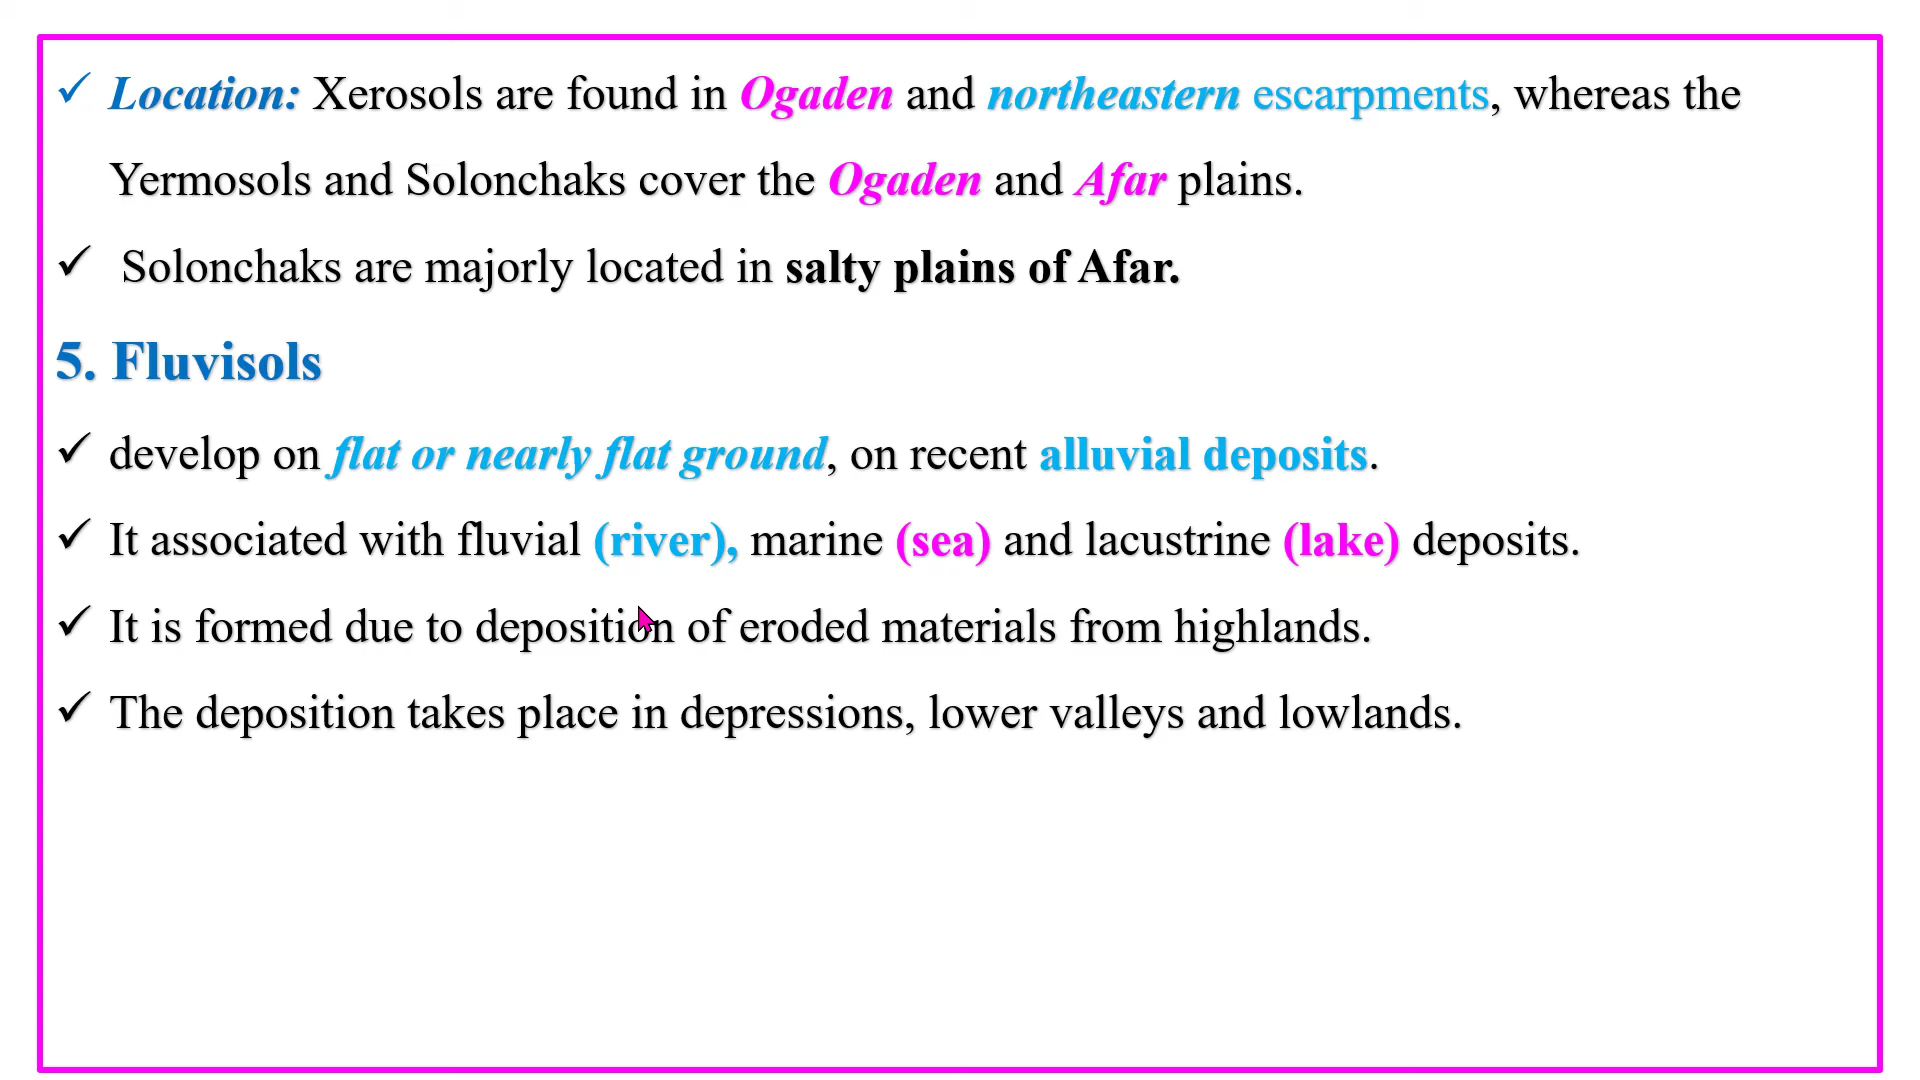 ✓ Location: Xerosols are found in Ogaden and northeastern escarpments, whereas the
Yermosols and Solonchaks cover the Ogaden and Afar plains.
✓ Solonchaks are majorly located in salty plains of Afar.
5. Fluvisols
✓ develop on flat or nearly flat ground, on recent alluvial deposits.
✓ It associated with fluvial (river), marine (sea) and lacustrine (lake) deposits.
✓ It is formed due to deposition of eroded materials from highlands.
✓ The deposition takes place in depressions, lower valleys and lowlands.